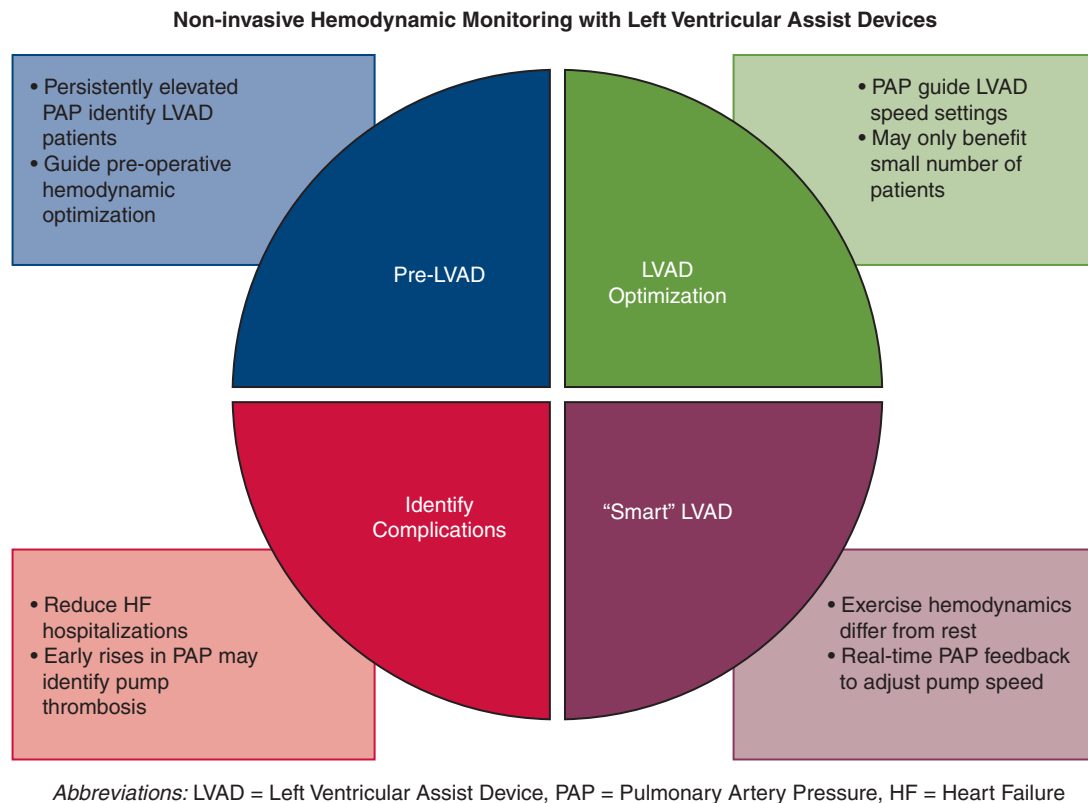 Non-invasive Hemodynamic Monitoring with Left Ventricular Assist Devices
• Persistently elevated
PAP identify LVAD
patients
• Guide pre-operative
hemodynamic
optimization
• PAP guide LVAD
speed settings
• May only benefit
small number of
patients
Pre-LVAD
LVAD
Optimization
Identify
Complications
“Smart” LVAD
• Reduce HF
hospitalizations
• Early rises in PAP may
identify pump
thrombosis
• Exercise hemodynamics
differ from rest
• Real-time PAP feedback
to adjust pump speed
Abbreviations: LVAD = Left Ventricular Assist Device, PAP = Pulmonary Artery Pressure, HF = Heart Failure